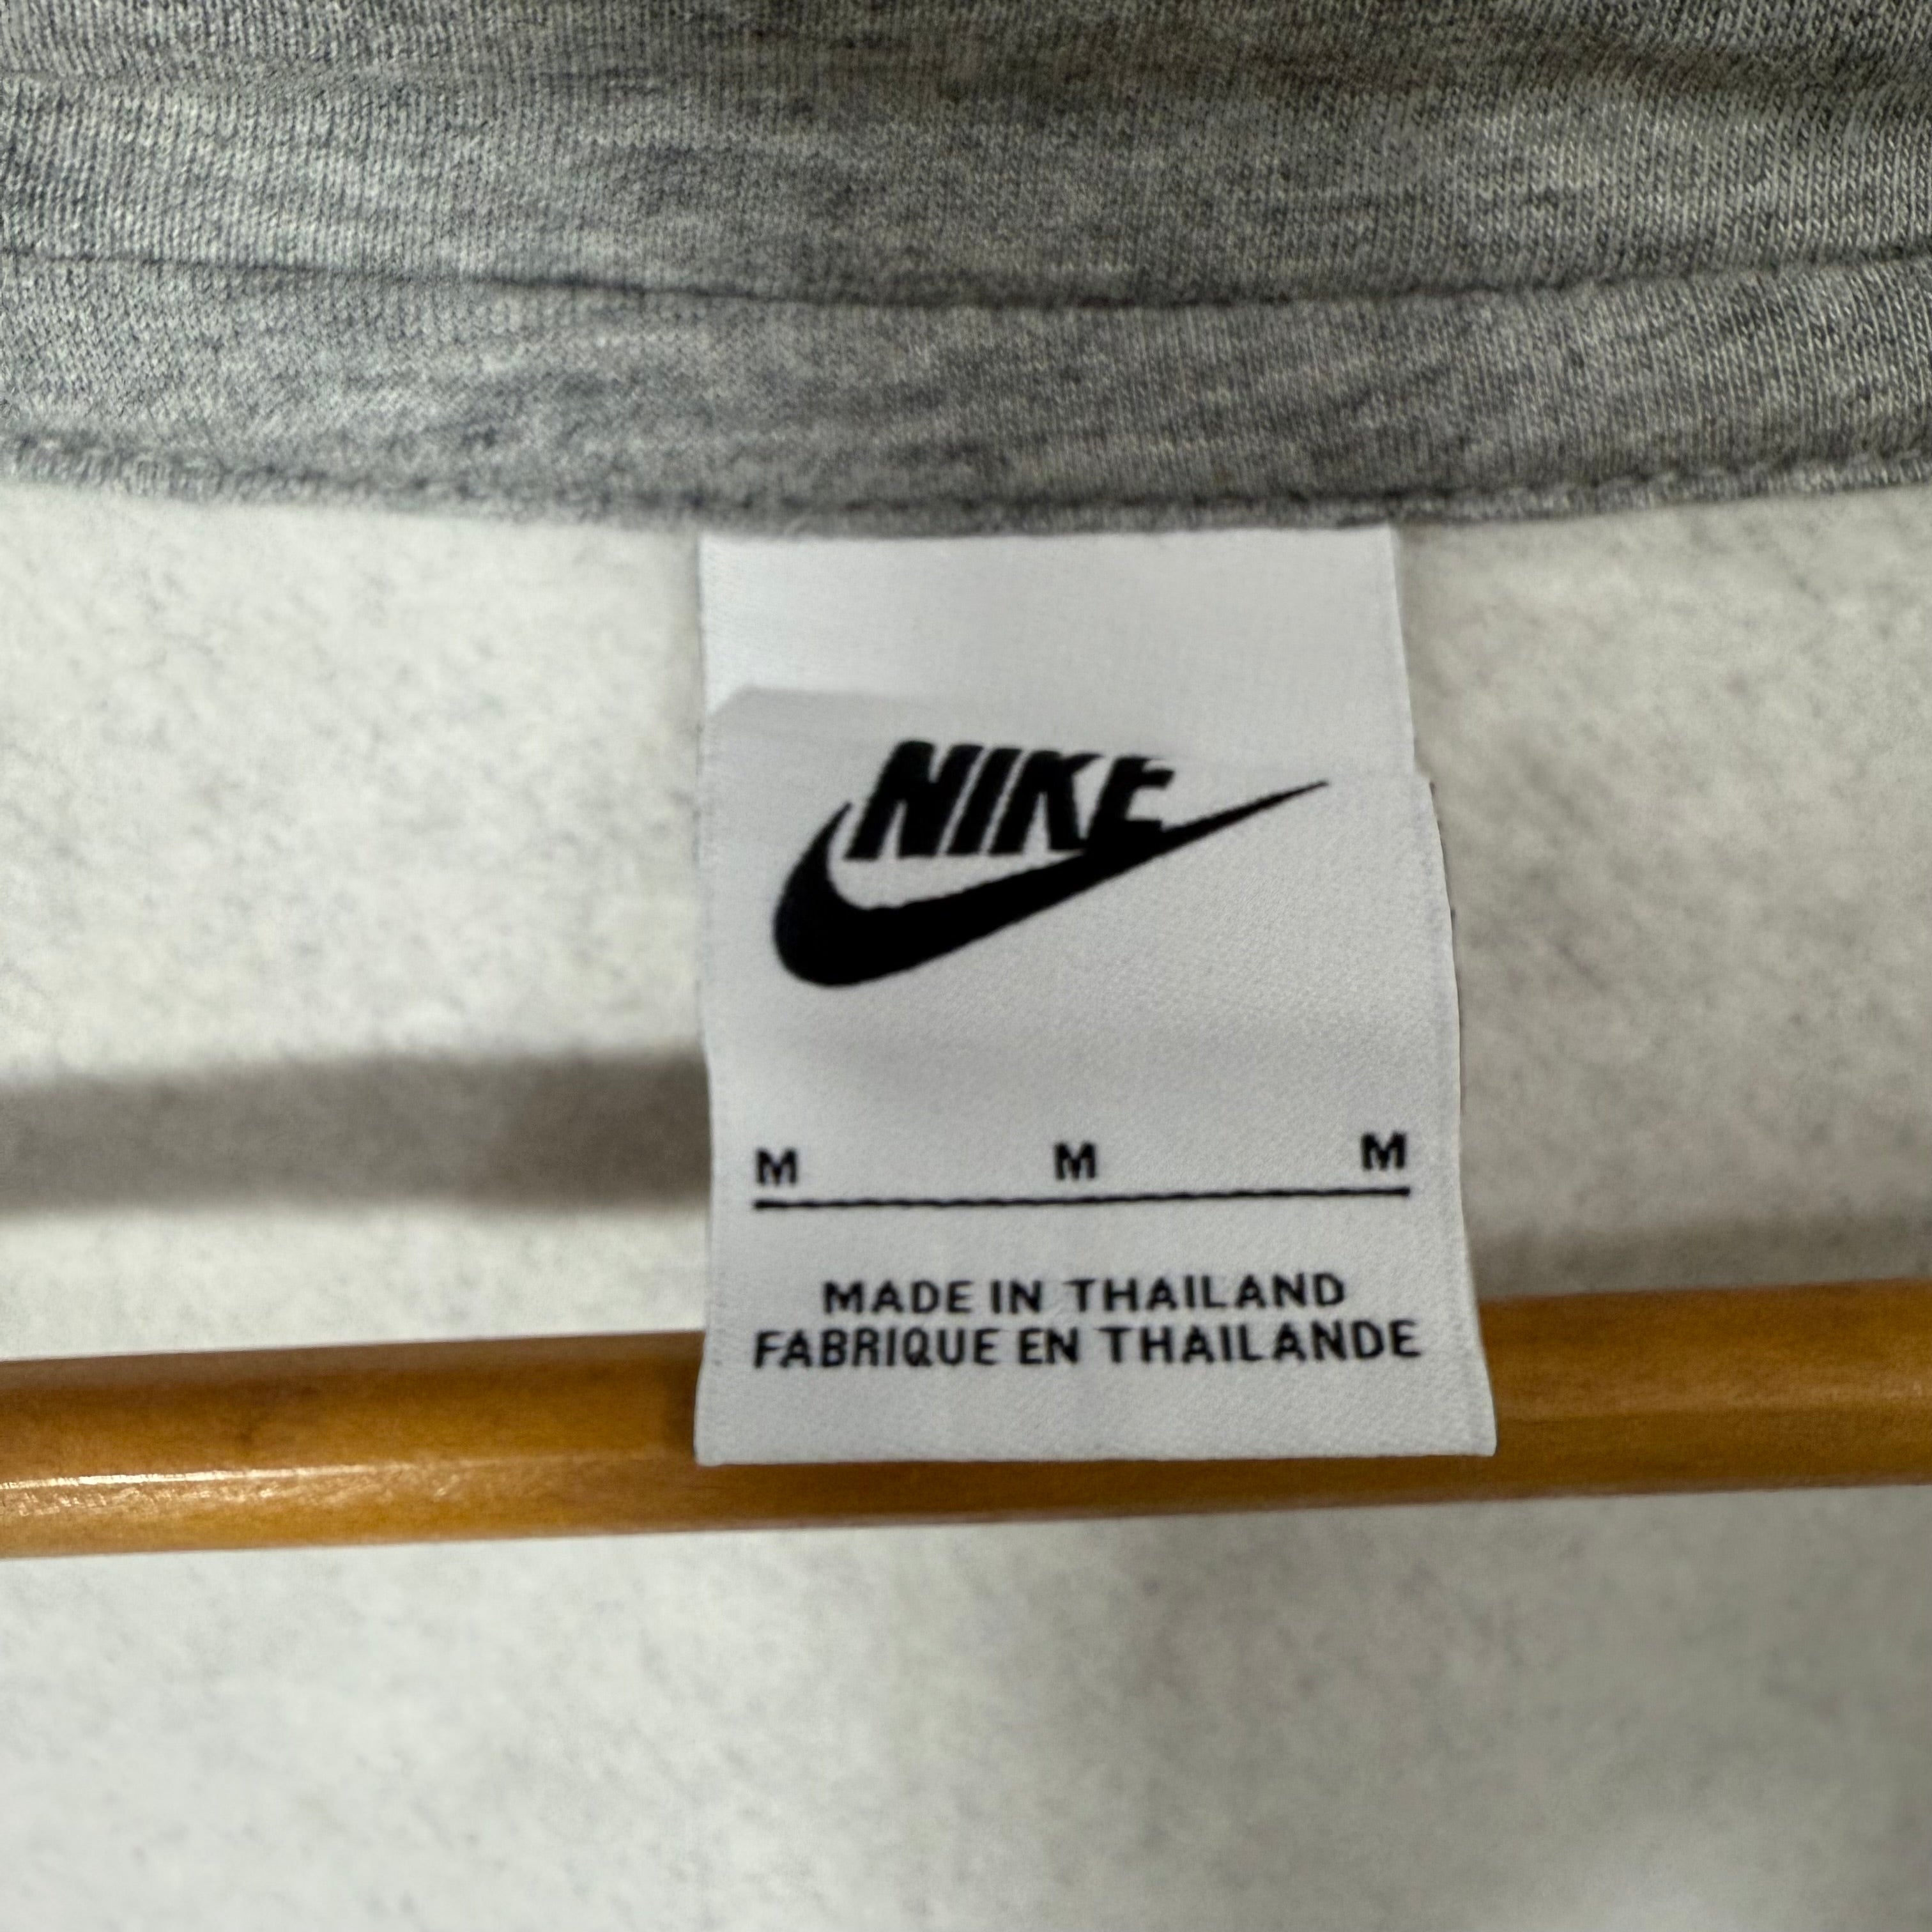 NIKE
M M M
MADE IN THAILAND
FABRIQUE EN THAILANDE